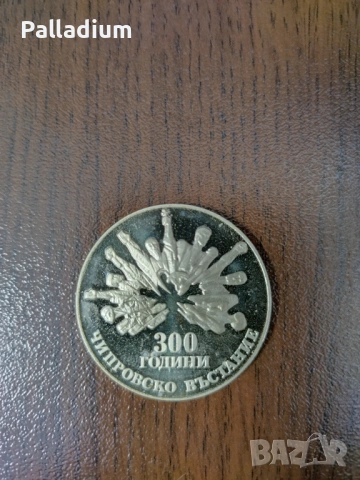 Palladium
300
ГОДИНИ
ЧИПРОВСКО ВЪСТАНИЕ
BAZAR